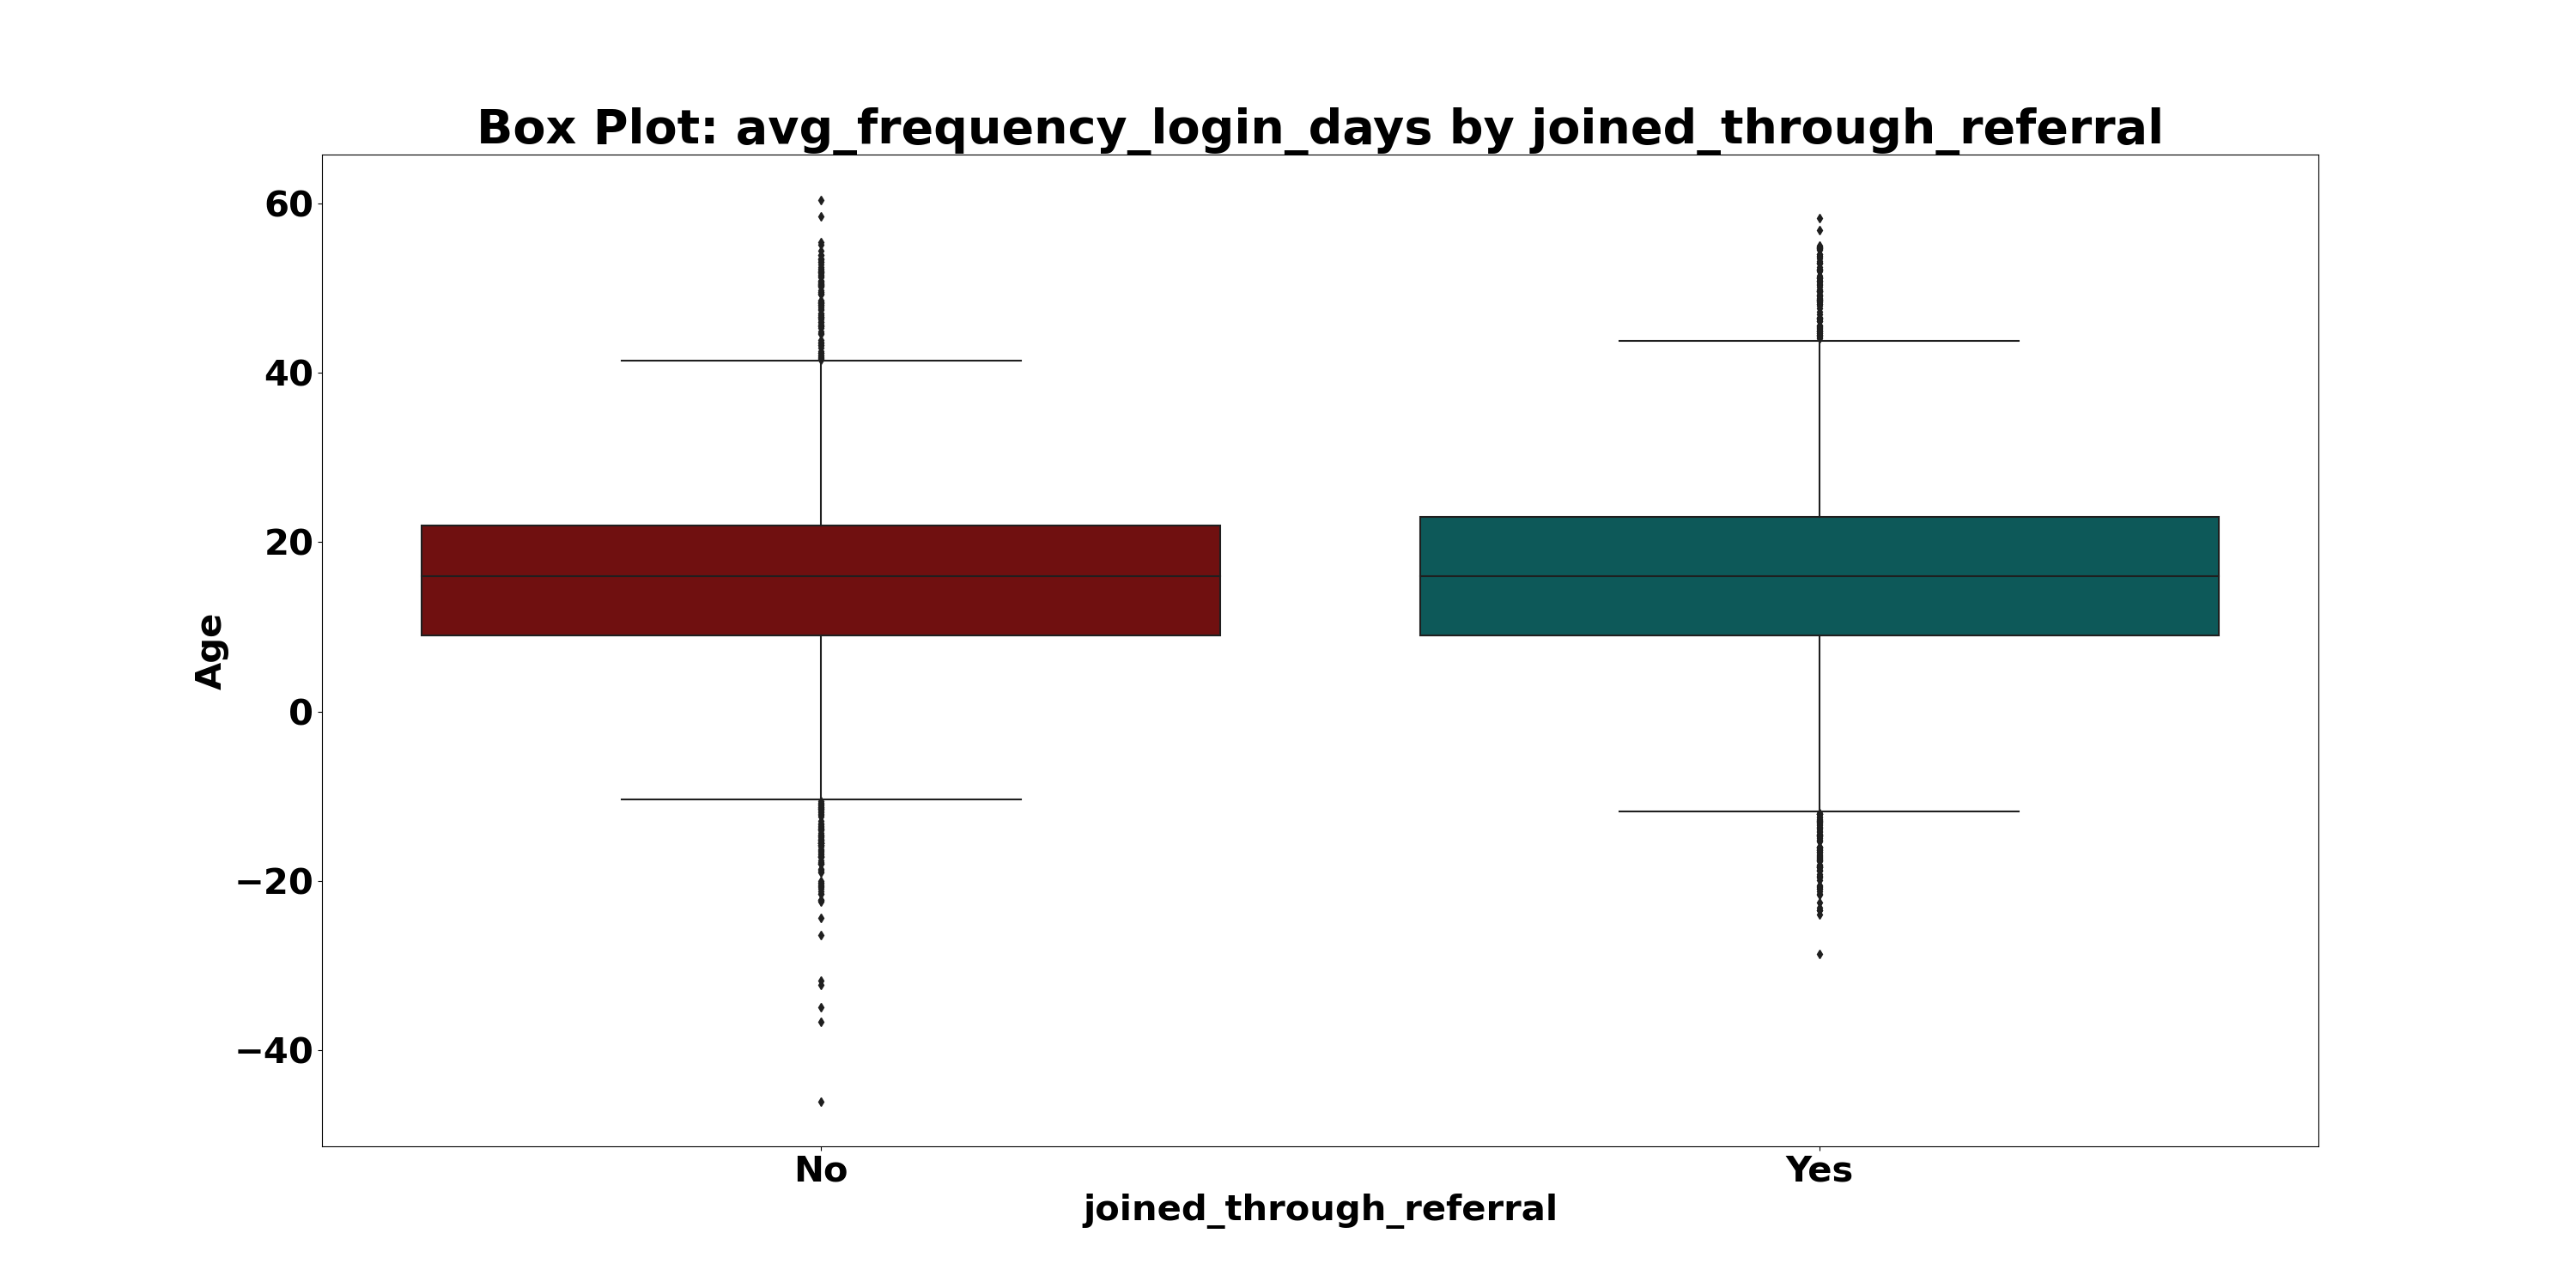 Box Plot: avg_frequency_login_days by joined_through_referral
60
40
20
0
−20
−40
Age
No
Yes
joined_through_referral